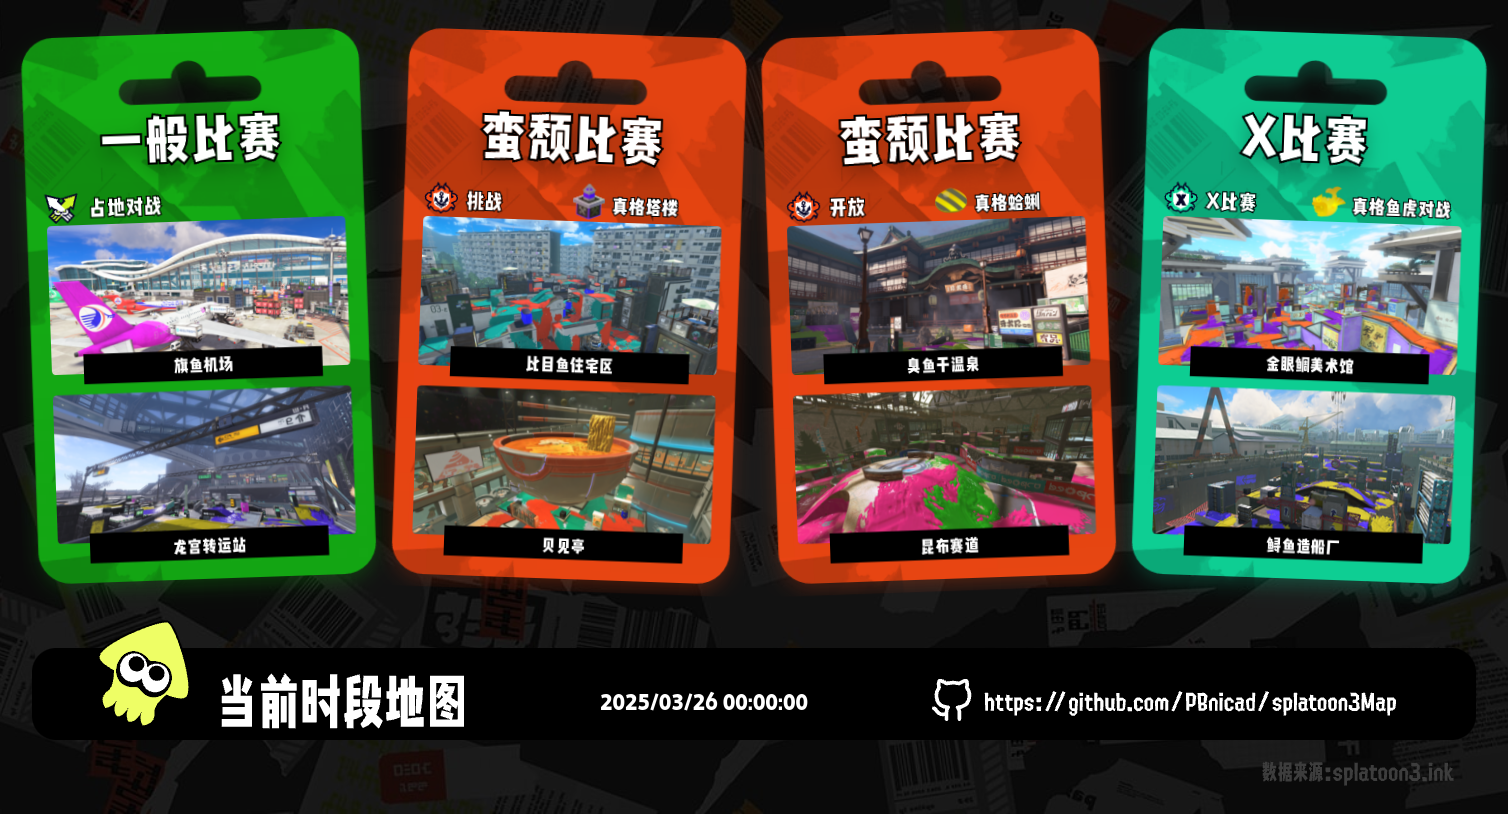 一般比赛
占地对战
旗鱼机场
龙宫转运站
蛮颓比赛
挑战
真格塔楼
比目鱼住宅区
贝见亭
蛮颓比赛
开放
真格蛤蜊
臭鱼干温泉
昆布赛道
X比赛
X比赛
真格鱼虎对战
金眼鲷美术馆
鲟鱼造船厂
当前时段地图
2025/03/26 00:00:00
https://github.com/PBnicad/splatoon3Map
数据来源:splatoon3.ink